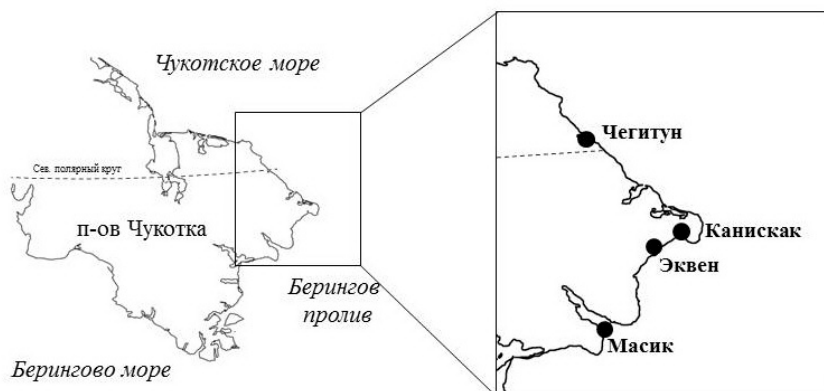 Чукотское море
Сев. полярный круг
п-ов Чукотка
Берингов
пролив
Берингово море
Чегитун
Канискак
Эквен
Масик